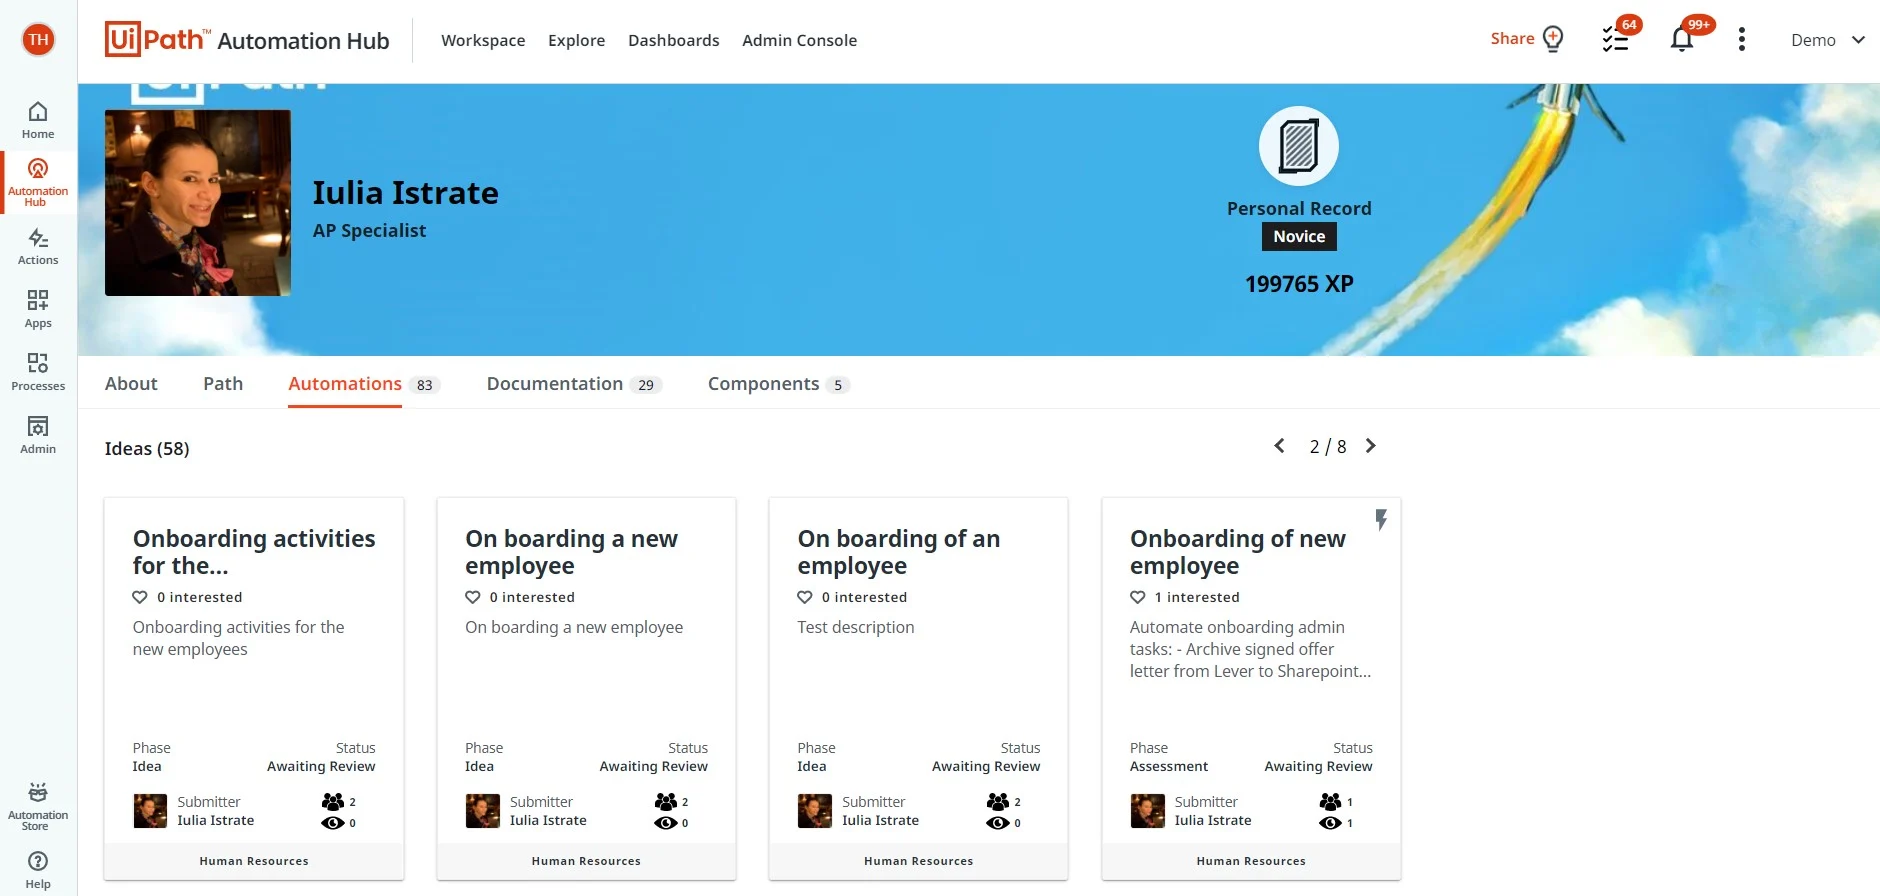 TH
UiPath™ Automation Hub
Workspace
Explore
Dashboards
Admin Console
Share
64
99+
Demo
Home
Automation
Hub
Actions
Apps
Processes
Admin
Automation
Store
Help
UiPath
Iulia Istrate
AP Specialist
Personal Record
Novice
199765 XP
About
Path
Automations 83
Documentation 29
Components 5
Ideas (58)
2 / 8
Onboarding activities
for the...
0 interested
Onboarding activities for the
new employees
Phase
Idea
Status
Awaiting Review
Submitter
Iulia Istrate
2
0
Human Resources
On boarding a new
employee
0 interested
On boarding a new employee
Phase
Idea
Status
Awaiting Review
Submitter
Iulia Istrate
2
0
Human Resources
On boarding of an
employee
0 interested
Test description
Phase
Idea
Status
Awaiting Review
Submitter
Iulia Istrate
2
0
Human Resources
Onboarding of new
employee
1 interested
Automate onboarding admin
tasks: - Archive signed offer
letter from Lever to Sharepoint...
Phase
Assessment
Status
Awaiting Review
Submitter
Iulia Istrate
1
1
Human Resources